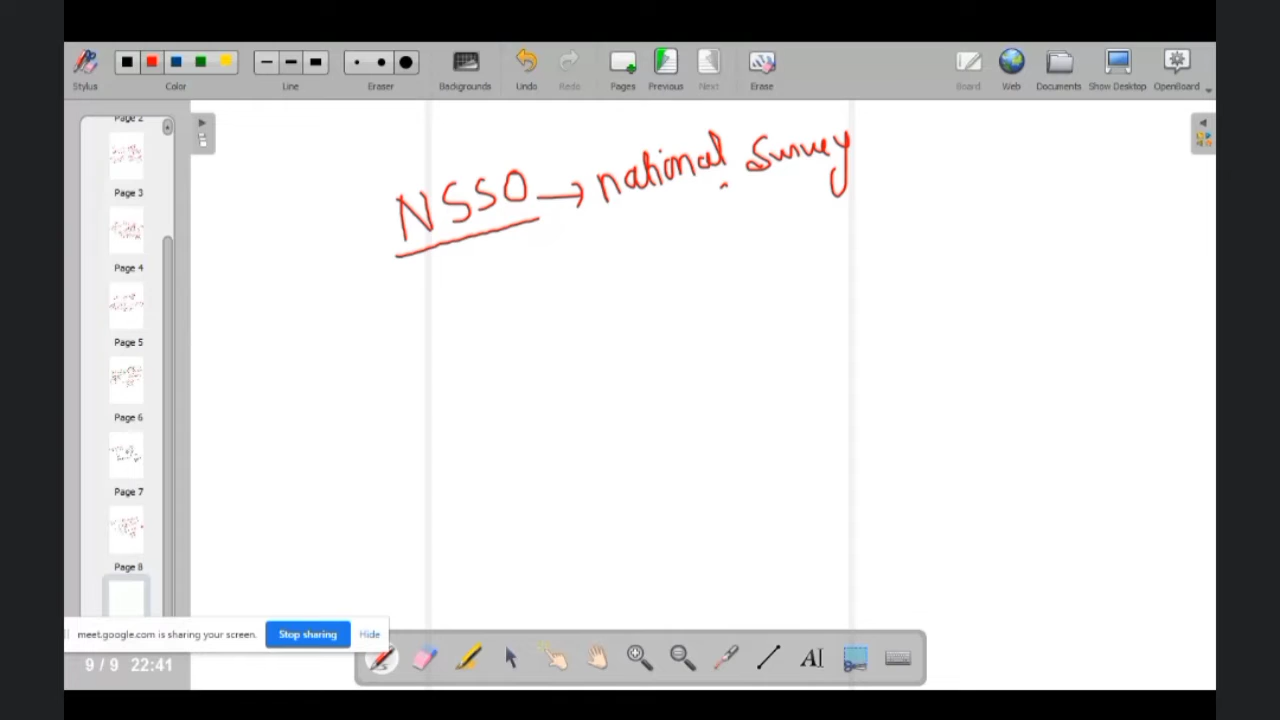 Stylus
Color
Line
Eraser
Backgrounds
Undo
Redo
Pages
Previous
Next
Erase
Board
Web
Documents
Show Desktop
OpenBoard
Page 2
Page 3
Page 4
Page 5
Page 6
Page 7
Page 8
NSSO → national Survey
meet.google.com is sharing your screen.
Stop sharing
Hide
9 / 9 22:41
AI